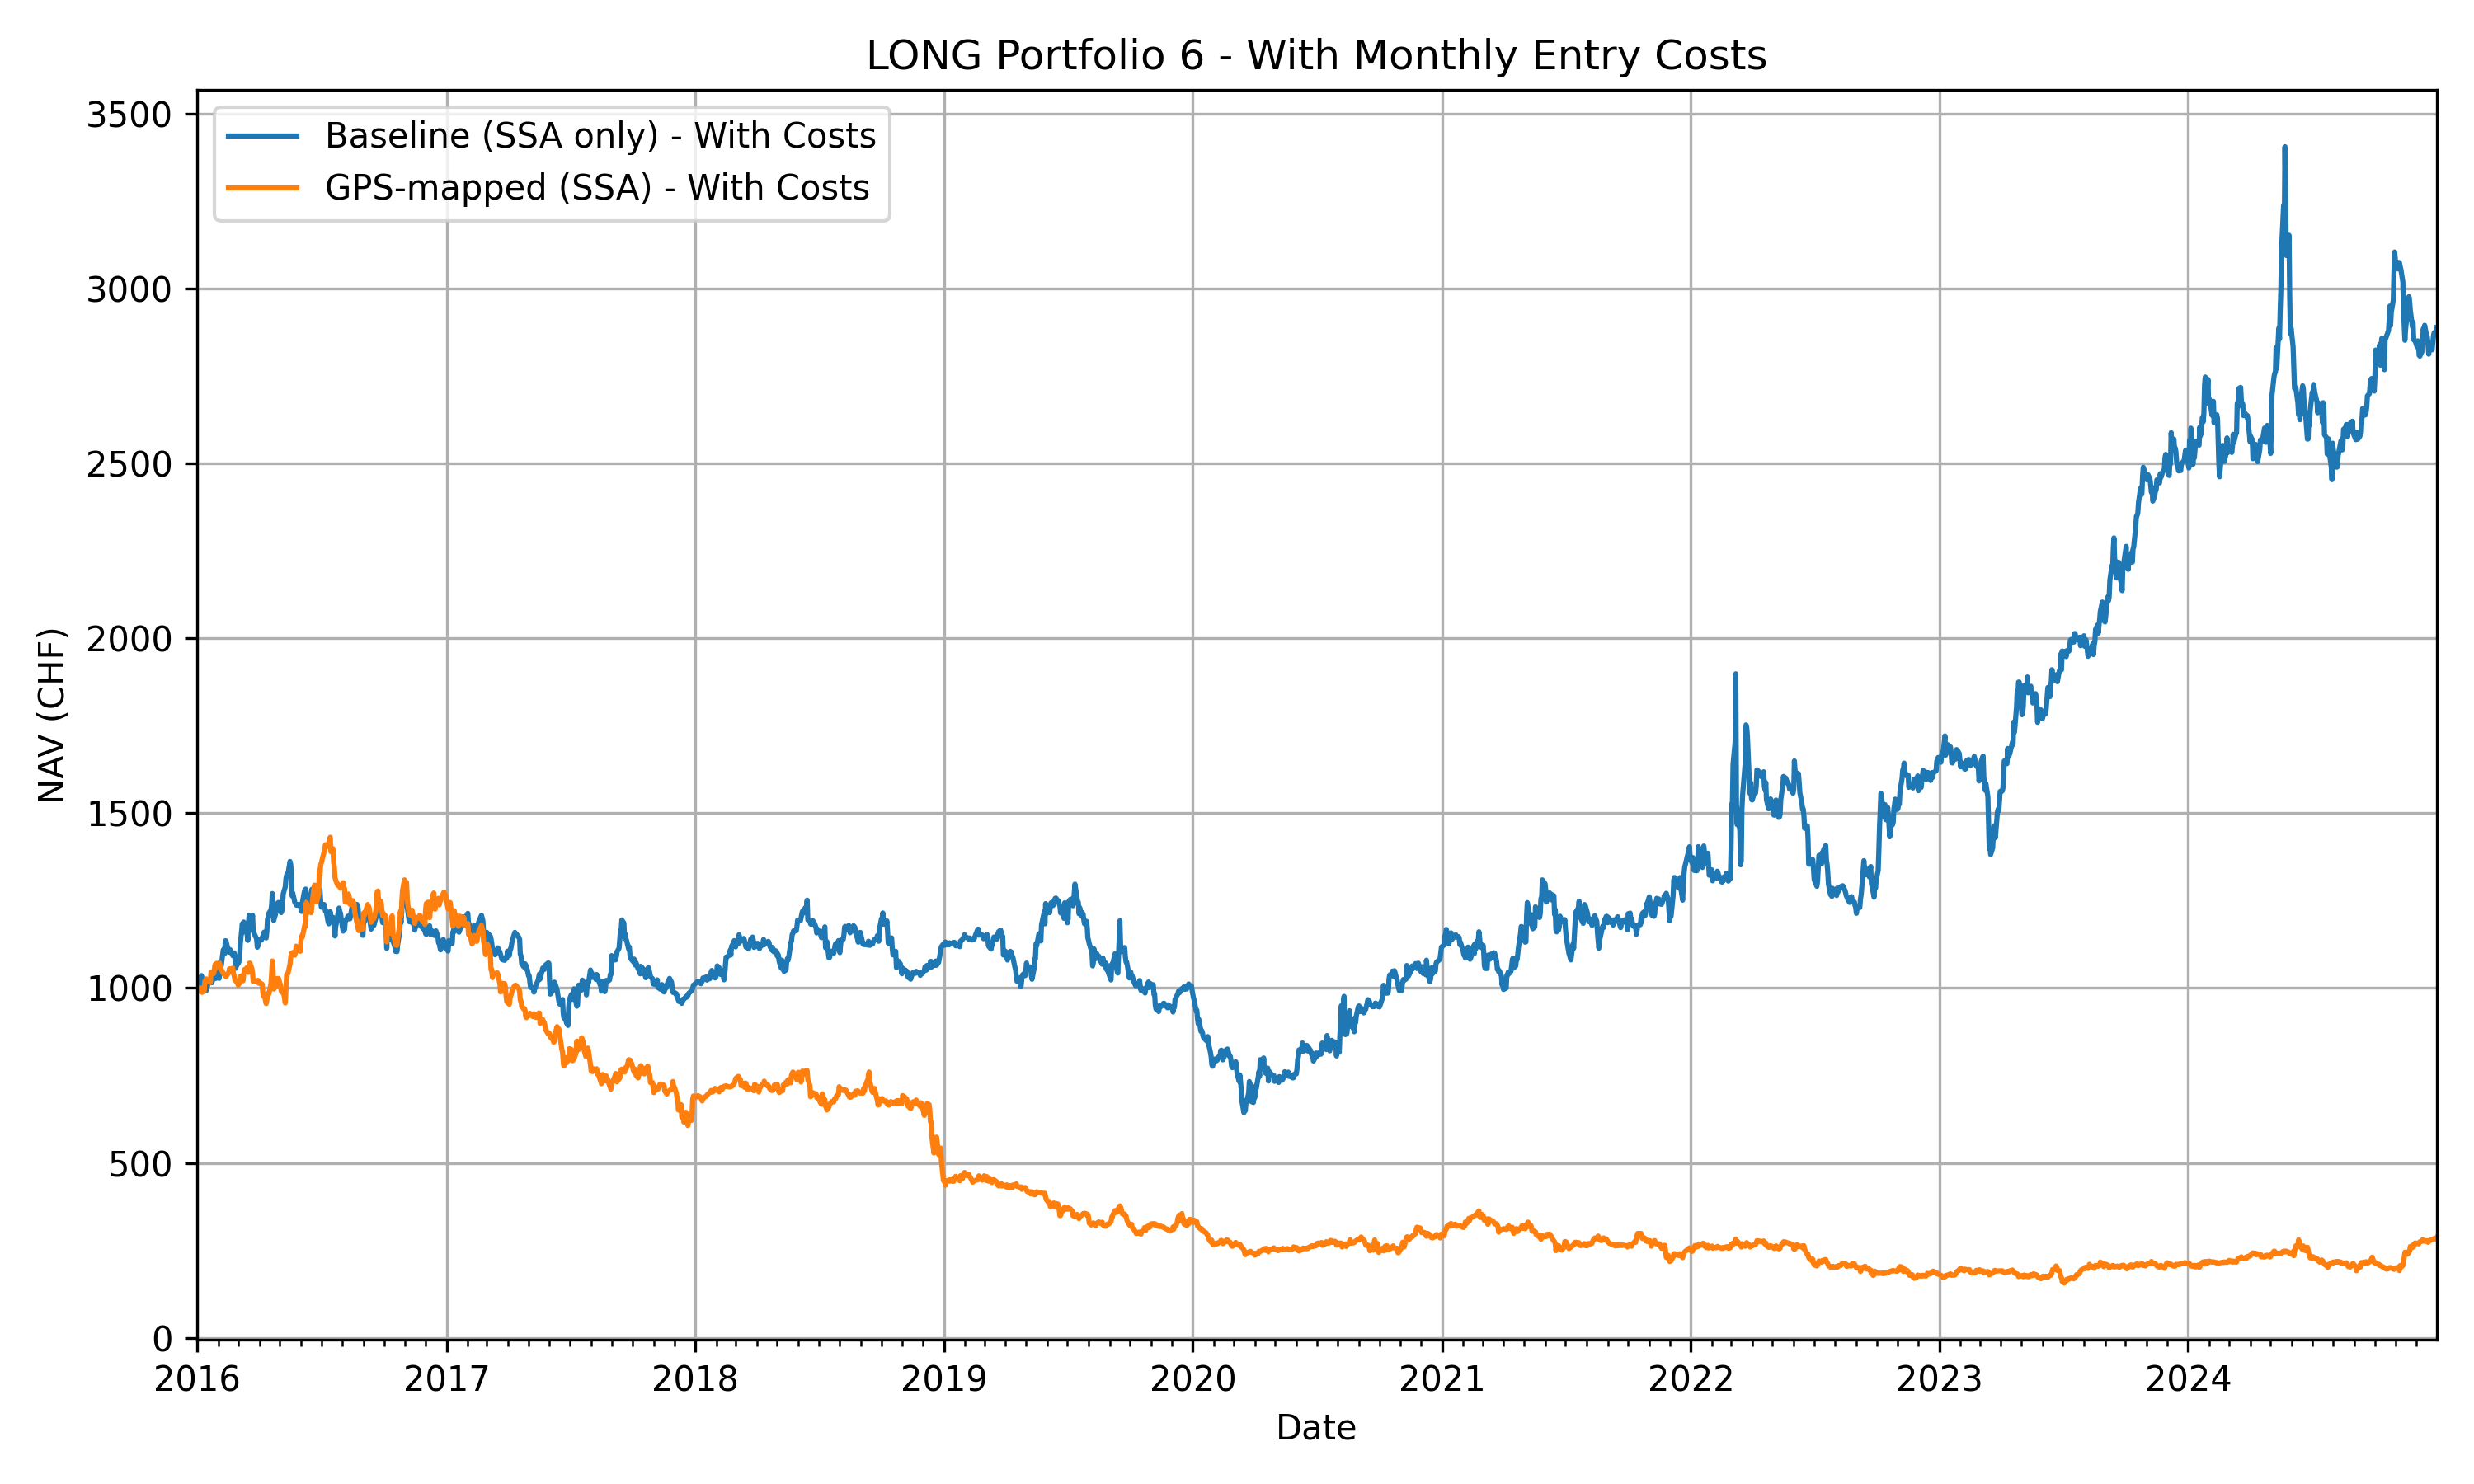 LONG Portfolio 6 - With Monthly Entry Costs
Baseline (SSA only) - With Costs
GPS-mapped (SSA) - With Costs
3500
3000
2500
2000
1500
1000
500
0
NAV (CHF)
2016 2017 2018 2019 2020 2021 2022 2023 2024
Date